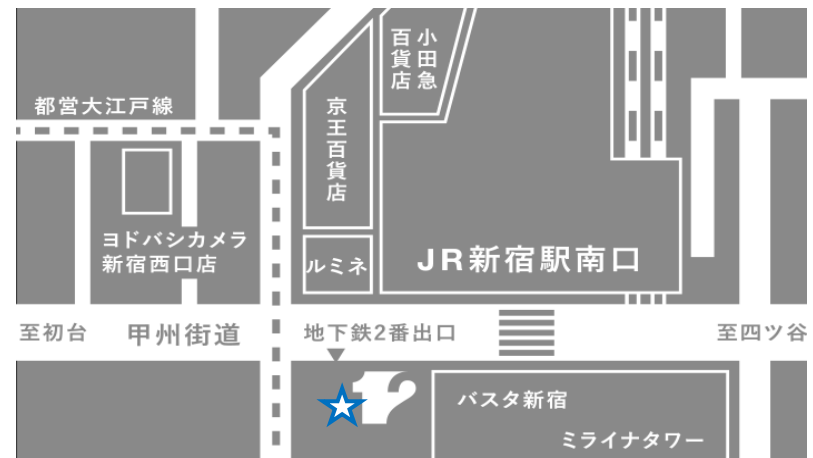 小田急
百貨店
都営大江戸線
京王百貨店
ヨドバシカメラ
新宿西口店
ルミネ
JR新宿駅南口
至初台
甲州街道
地下鉄2番出口
至四ツ谷
12
バスタ新宿
ミライナタワー